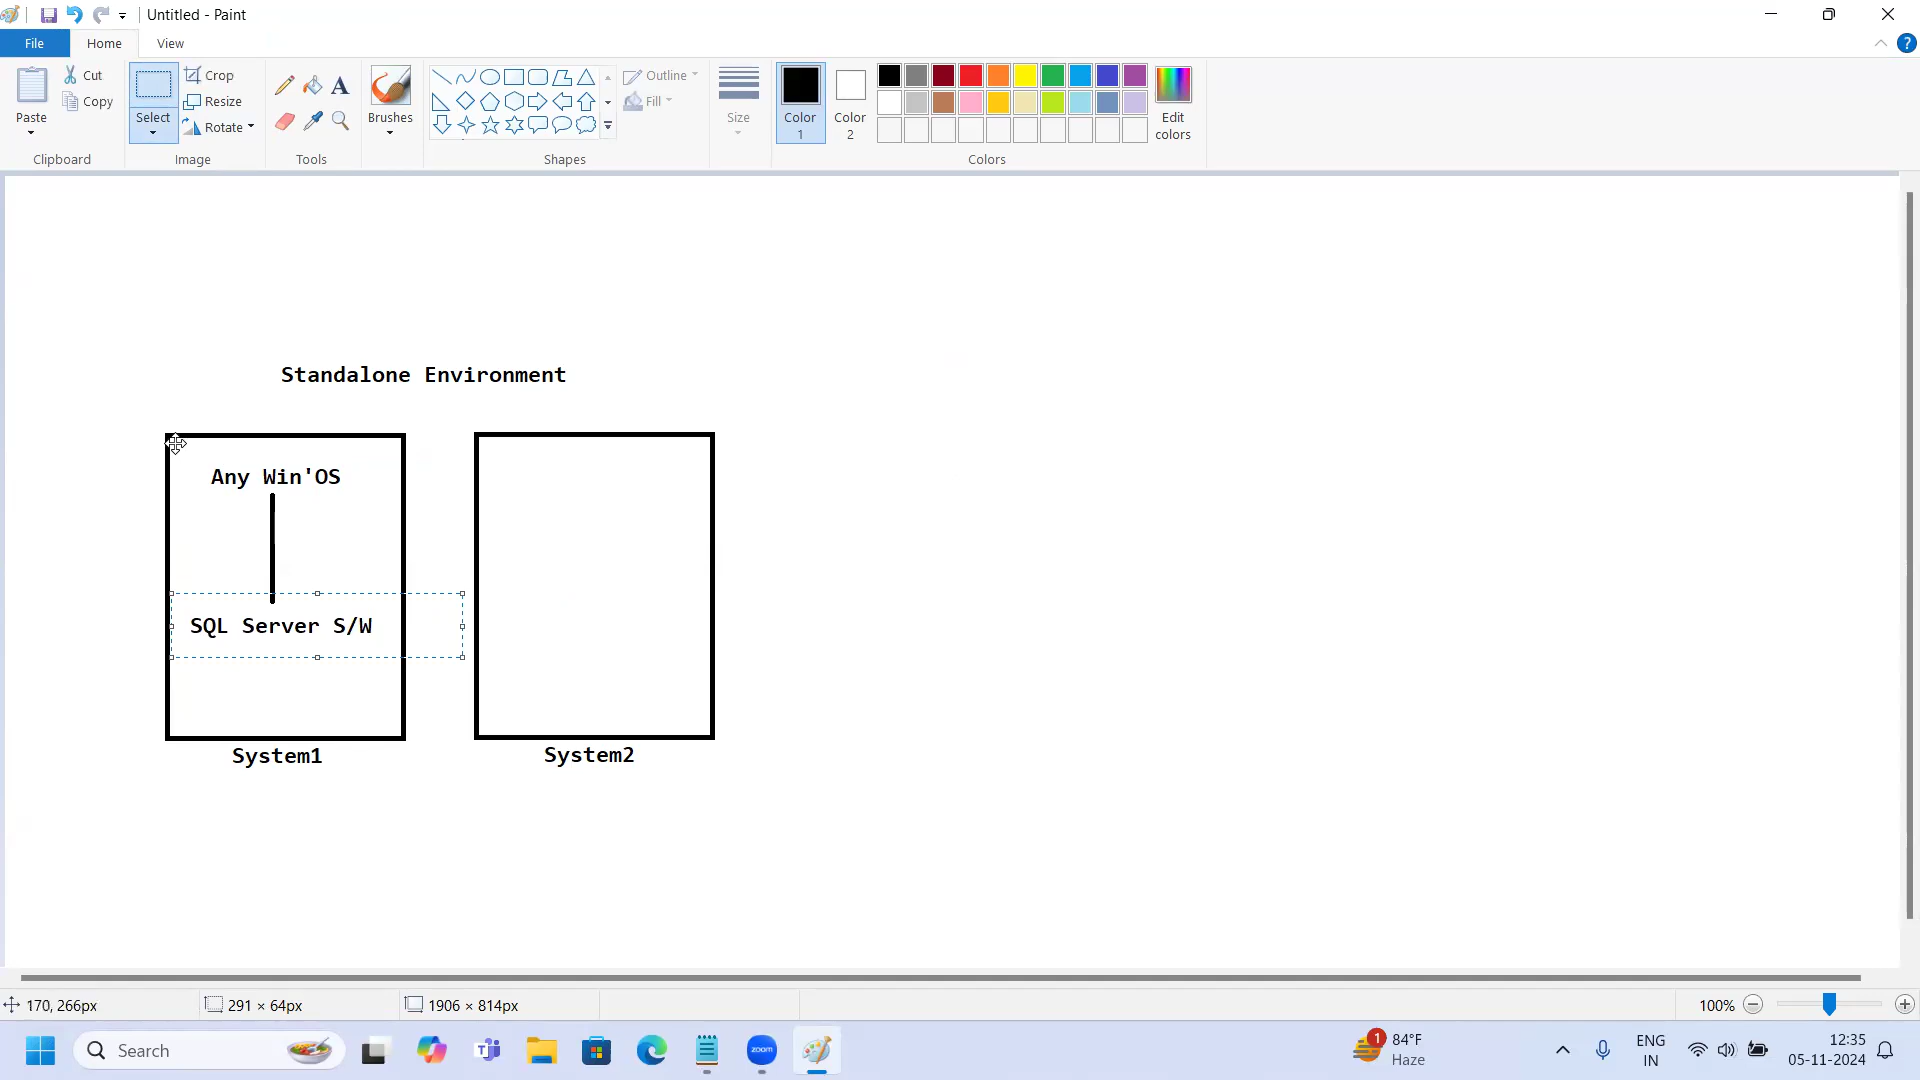 Untitled - Paint
File
Home
View
Paste
Cut
Copy
Clipboard
Select
Crop
Resize
Rotate
Image
A
Tools
Brushes
Outline
Fill
Shapes
Size
Color
1
Color
2
Edit
colors
Colors
?
Standalone Environment
Any Win'OS
SQL Server S/W
System1
System2
170, 266px
291 × 64px
1906 × 814px
100%
Search
zoom
1
84°F
Haze
ENG
IN
12:35
05-11-2024